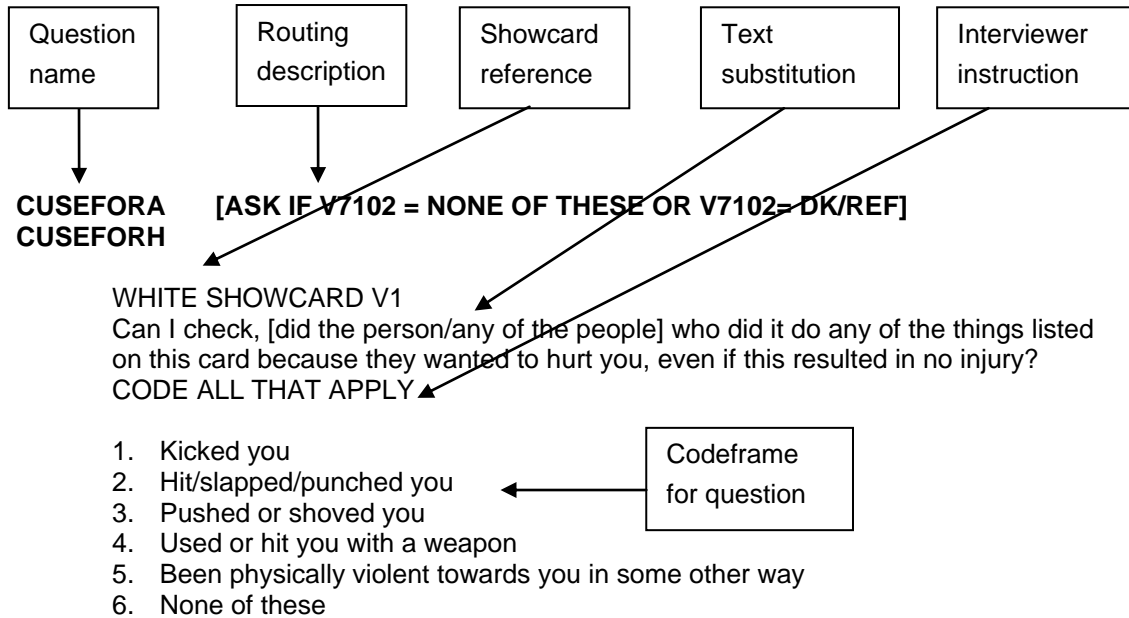 Question
name
Routing
description
Showcard
reference
Text
substitution
Interviewer
instruction
CUSEFORA [ASK IF V7102 = NONE OF THESE OR V7102= DK/REF]
CUSEFORH
WHITE SHOWCARD V1
Can I check, [did the person/any of the people] who did it do any of the things listed
on this card because they wanted to hurt you, even if this resulted in no injury?
CODE ALL THAT APPLY
1. Kicked you
2. Hit/slapped/punched you
3. Pushed or shoved you
4. Used or hit you with a weapon
5. Been physically violent towards you in some other way
6. None of these
Codeframe
for question